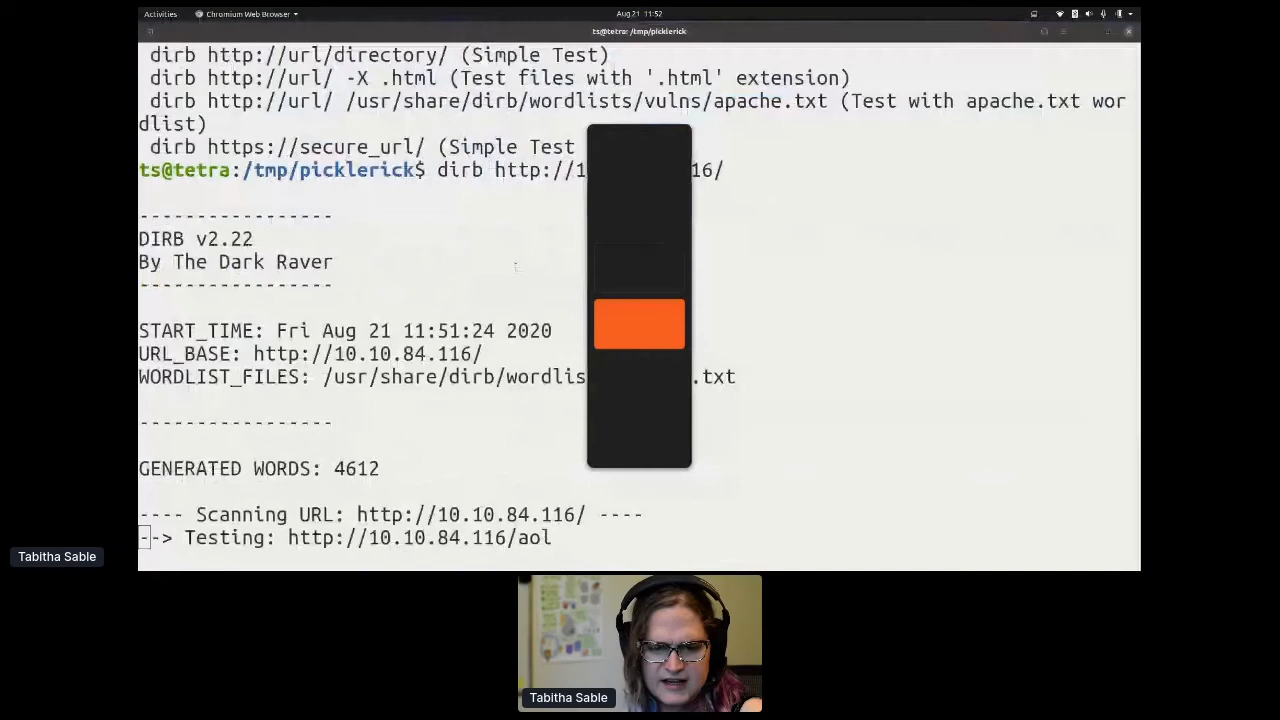 Activities
Chromium Web Browser
Aug 21 11:52
ts@tetra: /tmp/picklerick
dirb http://url/directory/ (Simple Test)
dirb http://url/ -X .html (Test files with '.html' extension)
dirb http://url/ /usr/share/dirb/wordlists/vulns/apache.txt (Test with apache.txt wor
dlist)
dirb https://secure_url/ (Simple Test
ts@tetra:/tmp/picklerick$ dirb http://1 16/
----------------- 
DIRB v2.22
By The Dark Raver
-----------------
START_TIME: Fri Aug 21 11:51:24 2020
URL_BASE: http://10.10.84.116/
WORDLIST_FILES: /usr/share/dirb/wordlis .txt
-----------------
GENERATED WORDS: 4612
---- Scanning URL: http://10.10.84.116/ ----
--> Testing: http://10.10.84.116/aol
Tabitha Sable
Tabitha Sable